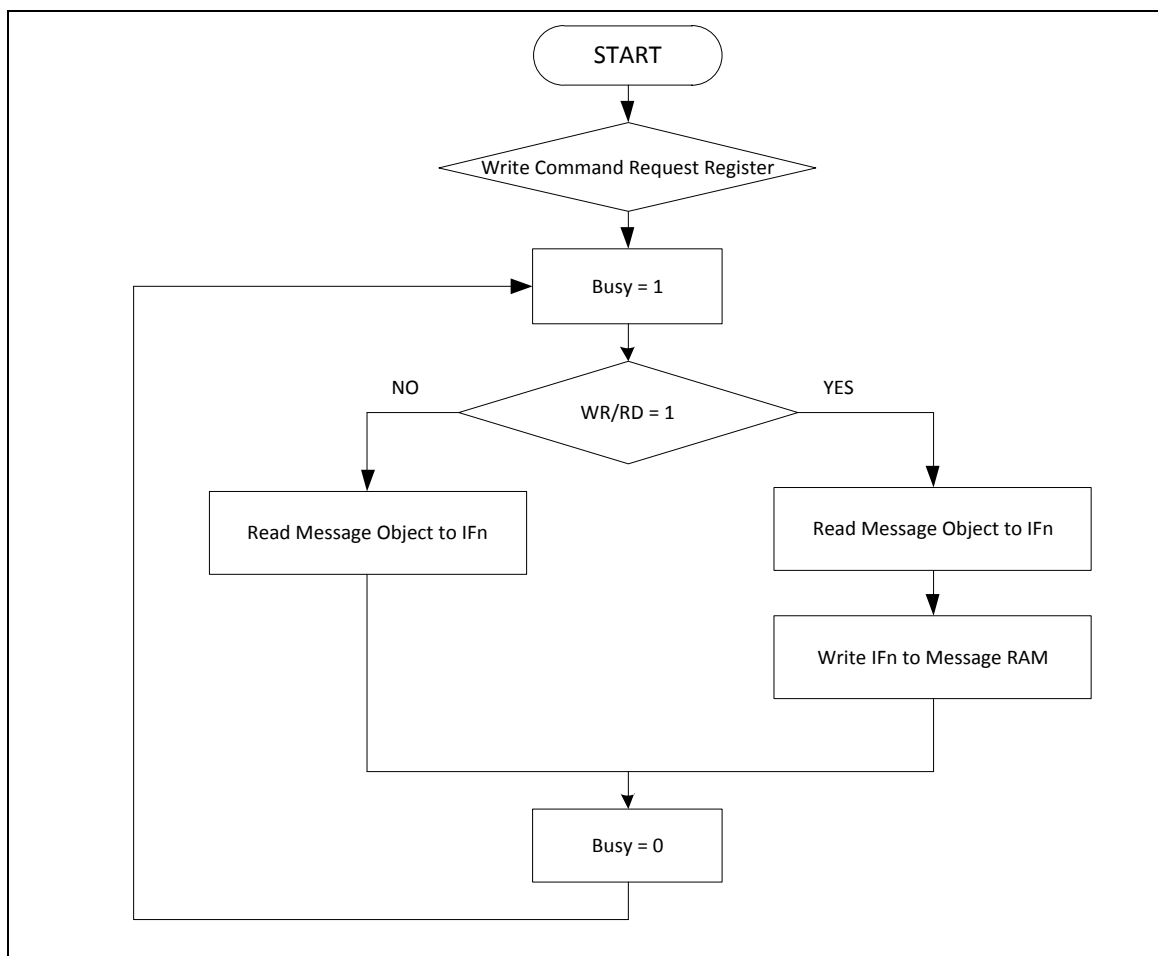 START
Write Command Request Register
Busy = 1
NO
YES
WR/RD = 1
Read Message Object to IFn
Read Message Object to IFn
Write IFn to Message RAM
Busy = 0